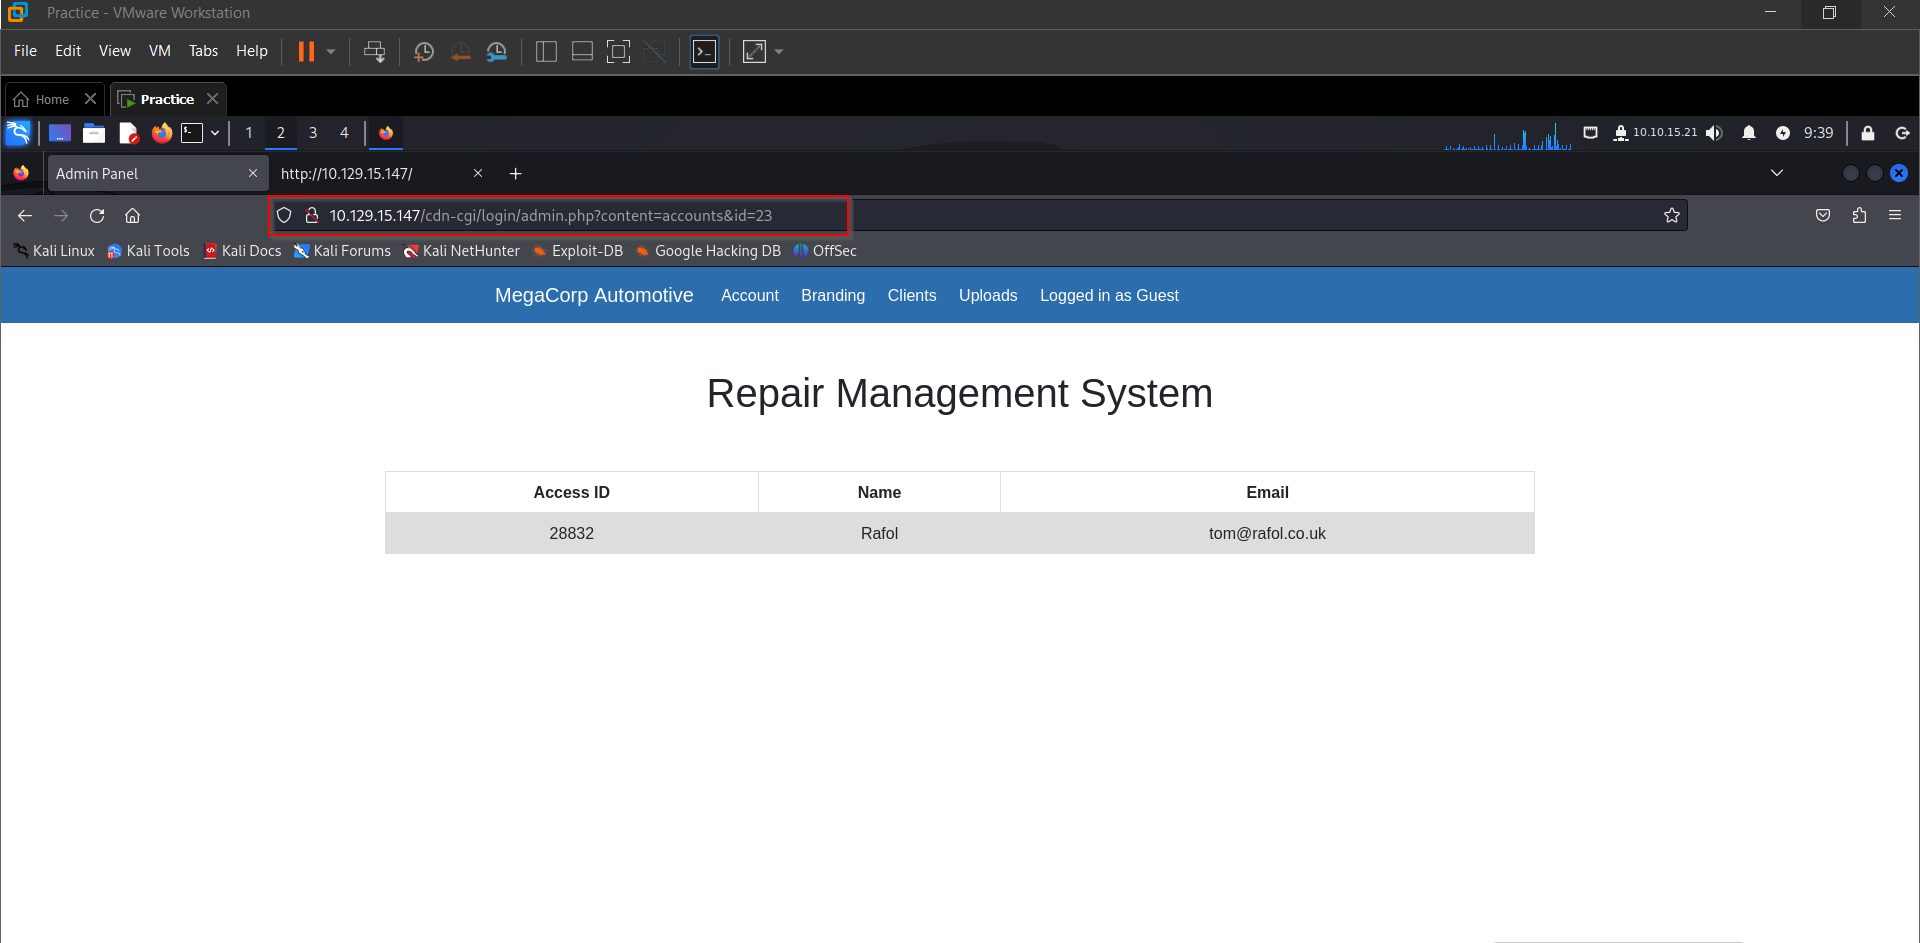 Practice - VMware Workstation
File Edit View VM Tabs Help
Home Practice
1 2 3 4 10.10.15.21 9:39
Admin Panel http://10.129.15.147/
10.129.15.147/cdn-cgi/login/admin.php?content=accounts&id=23
Kali Linux Kali Tools Kali Docs Kali Forums Kali NetHunter Exploit-DB Google Hacking DB OffSec
MegaCorp Automotive Account Branding Clients Uploads Logged in as Guest
Repair Management System
Access ID Name Email
28832 Rafol tom@rafol.co.uk